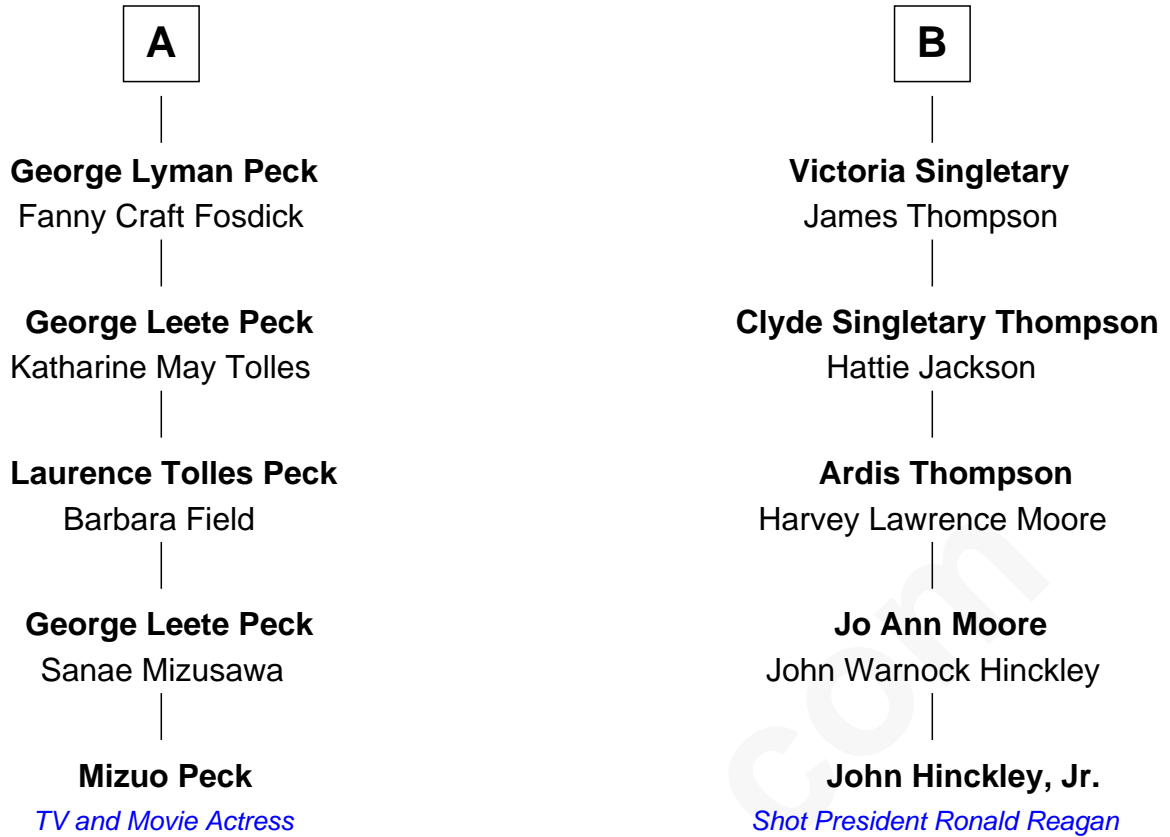 A
George Lyman Peck
Fanny Craft Fosdick
George Leete Peck
Katharine May Tolles
Laurence Tolles Peck
Barbara Field
George Leete Peck
Sanae Mizusawa
Mizuo Peck
TV and Movie Actress
B
Victoria Singletary
James Thompson
Clyde Singletary Thompson
Hattie Jackson
Ardis Thompson
Harvey Lawrence Moore
Jo Ann Moore
John Warnock Hinckley
John Hinckley, Jr.
Shot President Ronald Reagan
com